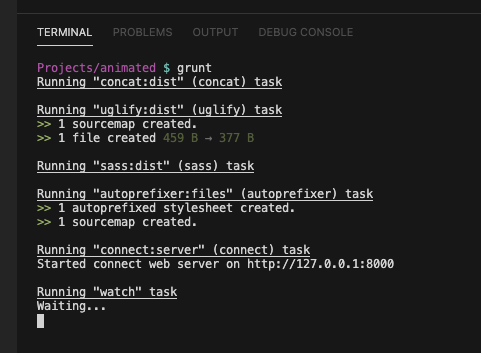 TERMINAL PROBLEMS OUTPUT DEBUG CONSOLE
Projects/animated $ grunt
Running "concat:dist" (concat) task
Running "uglify:dist" (uglify) task
>> 1 sourcemap created.
>> 1 file created 459 B → 377 B
Running "sass:dist" (sass) task
Running "autoprefixer:files" (autoprefixer) task
>> 1 autoprefixed stylesheet created.
>> 1 sourcemap created.
Running "connect:server" (connect) task
Started connect web server on http://127.0.0.1:8000
Running "watch" task
Waiting...